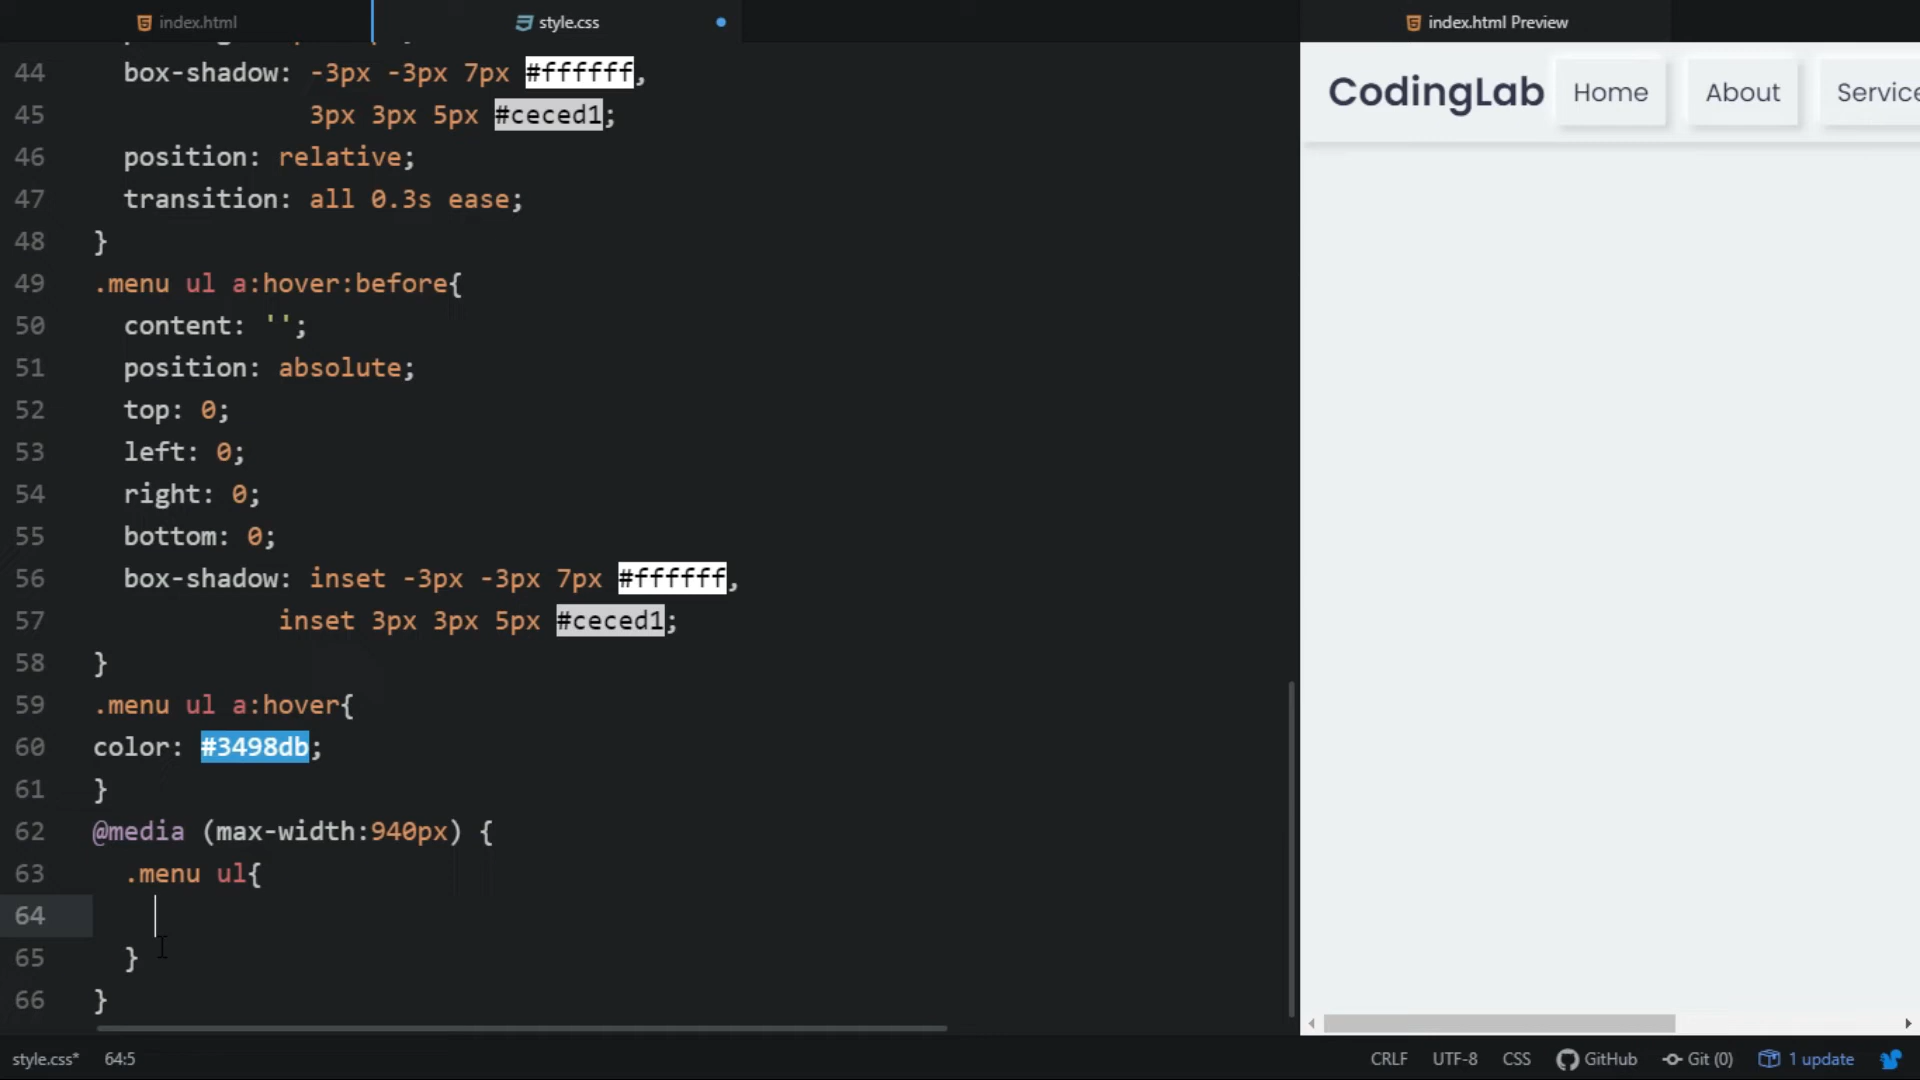 index.html
style.css
index.html Preview
44 box-shadow: -3px -3px 7px #ffffff,
45 3px 3px 5px #ceced1;
46 position: relative;
47 transition: all 0.3s ease;
48 }
49 .menu ul a:hover:before{
50 content: '';
51 position: absolute;
52 top: 0;
53 left: 0;
54 right: 0;
55 bottom: 0;
56 box-shadow: inset -3px -3px 7px #ffffff,
57 inset 3px 3px 5px #ceced1;
58 }
59 .menu ul a:hover{
60 color: #3498db;
61 }
62 @media (max-width:940px) {
63 .menu ul{
64
65 }
66 }
CodingLab Home About Service
style.css* 64:5 CRLF UTF-8 CSS GitHub Git (0) 1 update